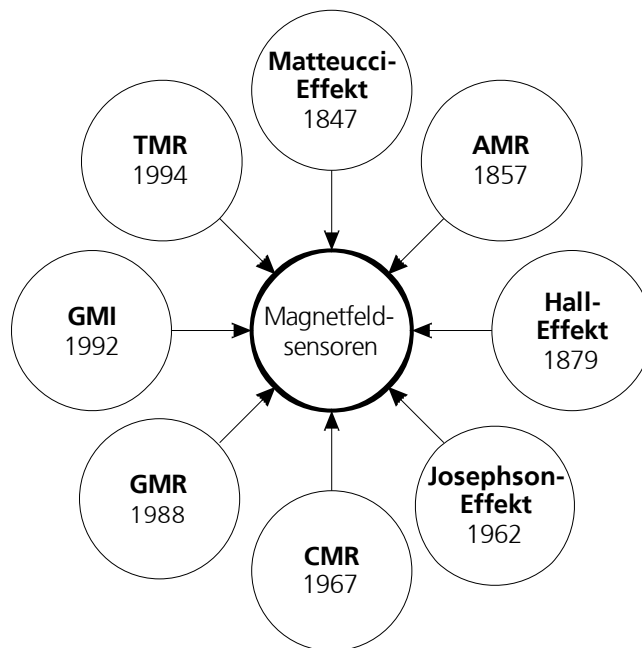 Matteucci-
Effekt
1847
AMR
1857
Hall-
Effekt
1879
Josephson-
Effekt
1962
CMR
1967
GMR
1988
GMI
1992
TMR
1994
Magnetfeld-
sensoren